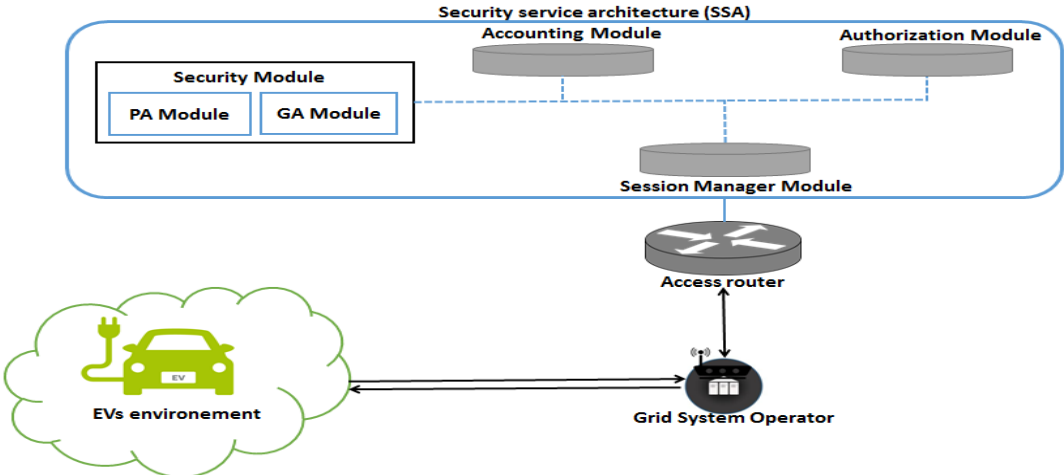 Security service architecture (SSA)
Accounting Module
Authorization Module
Security Module
PA Module
GA Module
Session Manager Module
Access router
EV
EVs environement
Grid System Operator